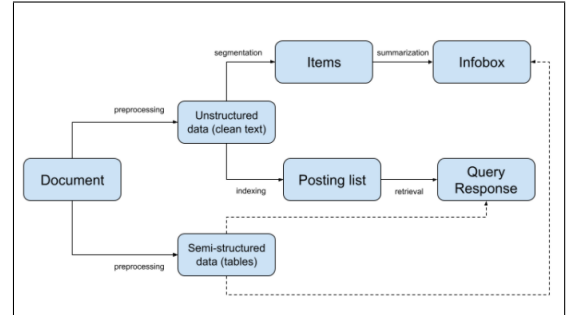 segmentation
summarization
Items
Infobox
preprocessing
Unstructured
data (clean text)
Document
indexing
Posting list
retrieval
Query
Response
Semi-structured
data (tables)
preprocessing